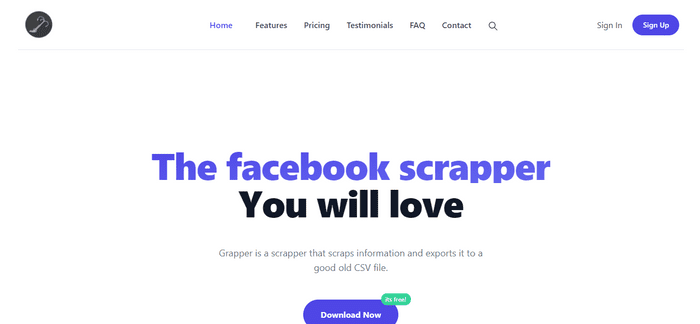 Home Features Pricing Testimonials FAQ Contact Sign In Sign Up
The facebook scrapper
You will love
Grapper is a scrapper that scraps information and exports it to a
good old CSV file.
Its free!
Download Now